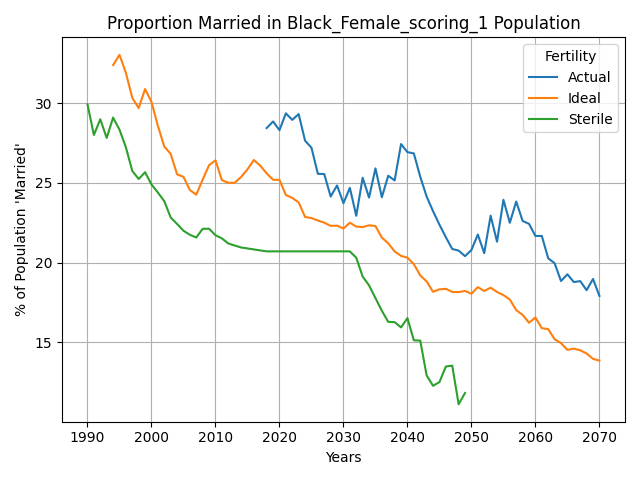 Proportion Married in Black_Female_scoring_1 Population
Fertility
Actual
Ideal
Sterile
% of Population 'Married'
30
25
20
15
1990 2000 2010 2020 2030 2040 2050 2060 2070
Years